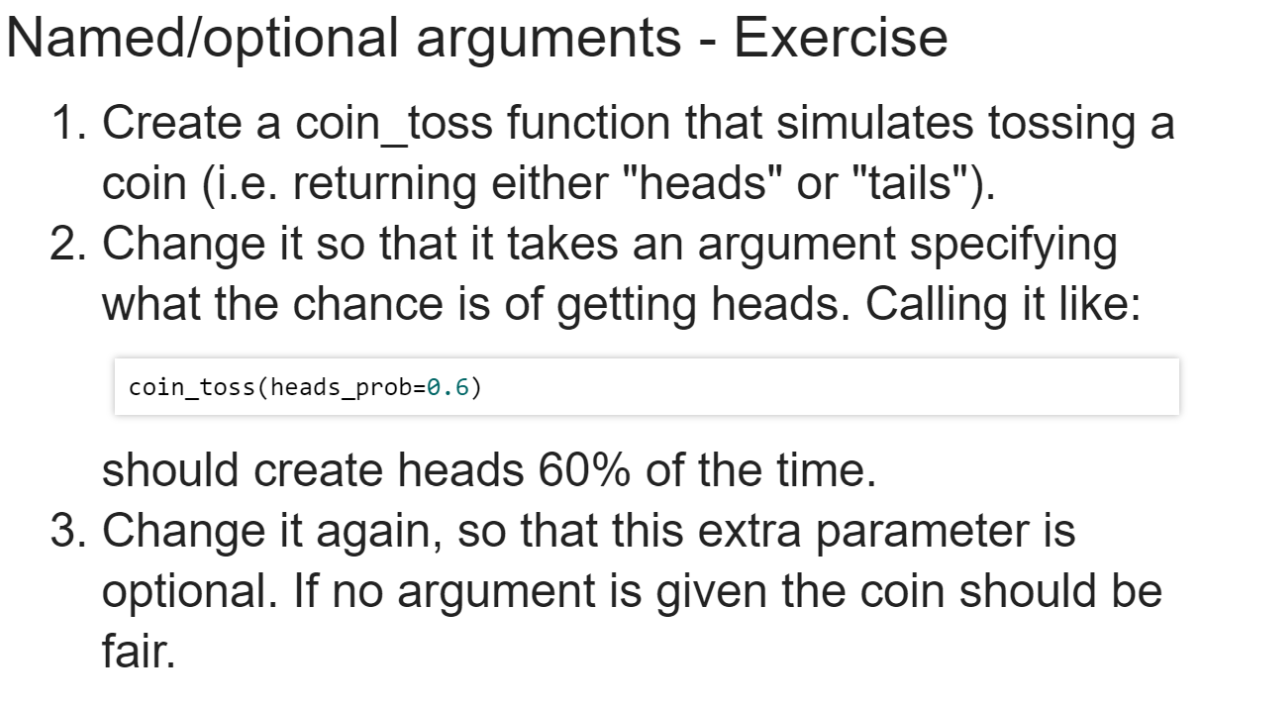 Named/optional arguments - Exercise
1. Create a coin_toss function that simulates tossing a
coin (i.e. returning either "heads" or "tails").
2. Change it so that it takes an argument specifying
what the chance is of getting heads. Calling it like:
coin_toss(heads_prob=0.6)
should create heads 60% of the time.
3. Change it again, so that this extra parameter is
optional. If no argument is given the coin should be
fair.